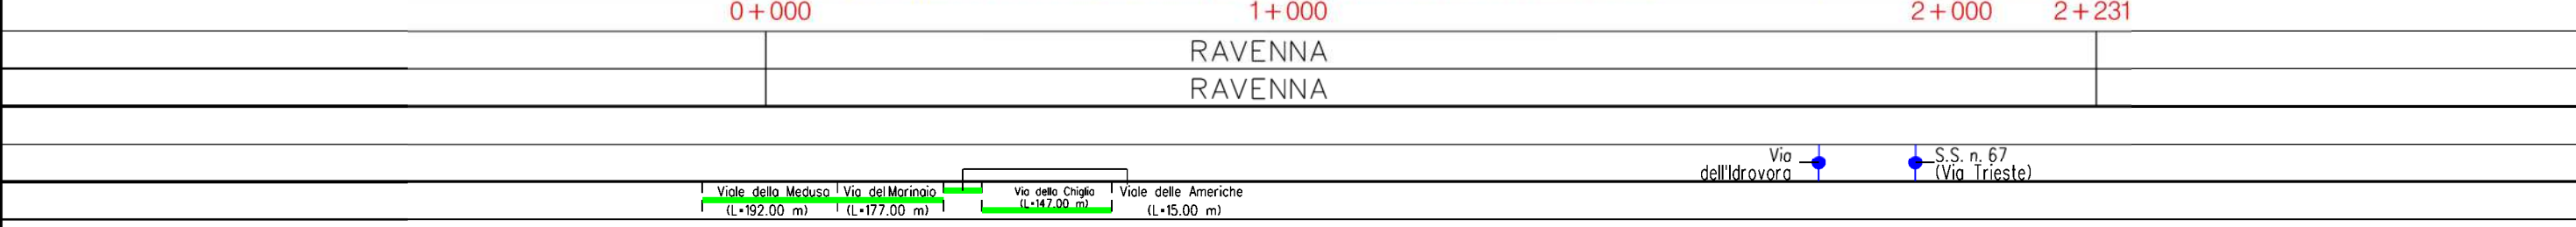 0+000 1+000 2+000 2+231
RAVENNA
RAVENNA
Via dell'Idrovora
S.S. n. 67
(Via Trieste)
Viale della Medusa
(L=192.00 m)
Via del Marinaio
(L=177.00 m)
Via della Chiglia
(L=147.00 m)
Viale delle Americhe
(L=15.00 m)